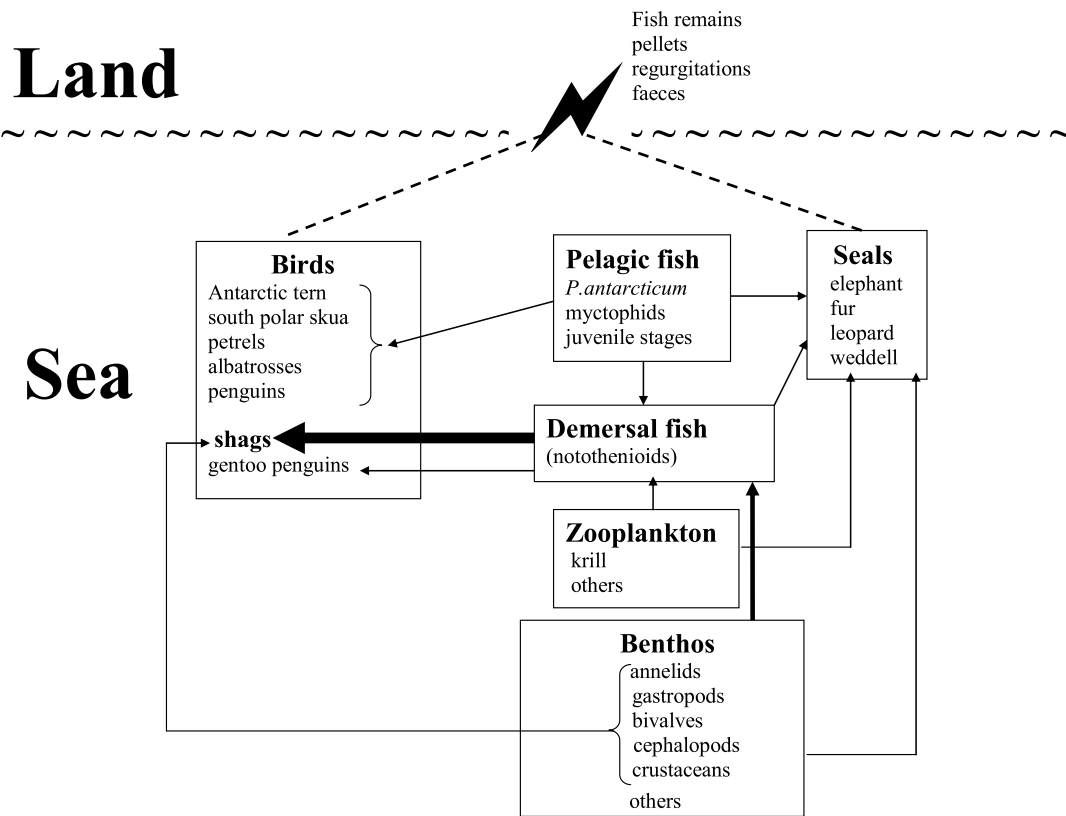 Fish remains
pellets
regurgitations
faeces
Land
Birds
Antarctic tern
south polar skua
petrels
albatrosses
penguins
shags
gentoo penguins
Pelagic fish
P.antarcticum
myctophids
juvenile stages
Seals
elephant
fur
leopard
weddell
Sea
Demersal fish
(notothenioids)
Zooplankton
krill
others
Benthos
annelids
gastropods
bivalves
cephalopods
crustaceans
others